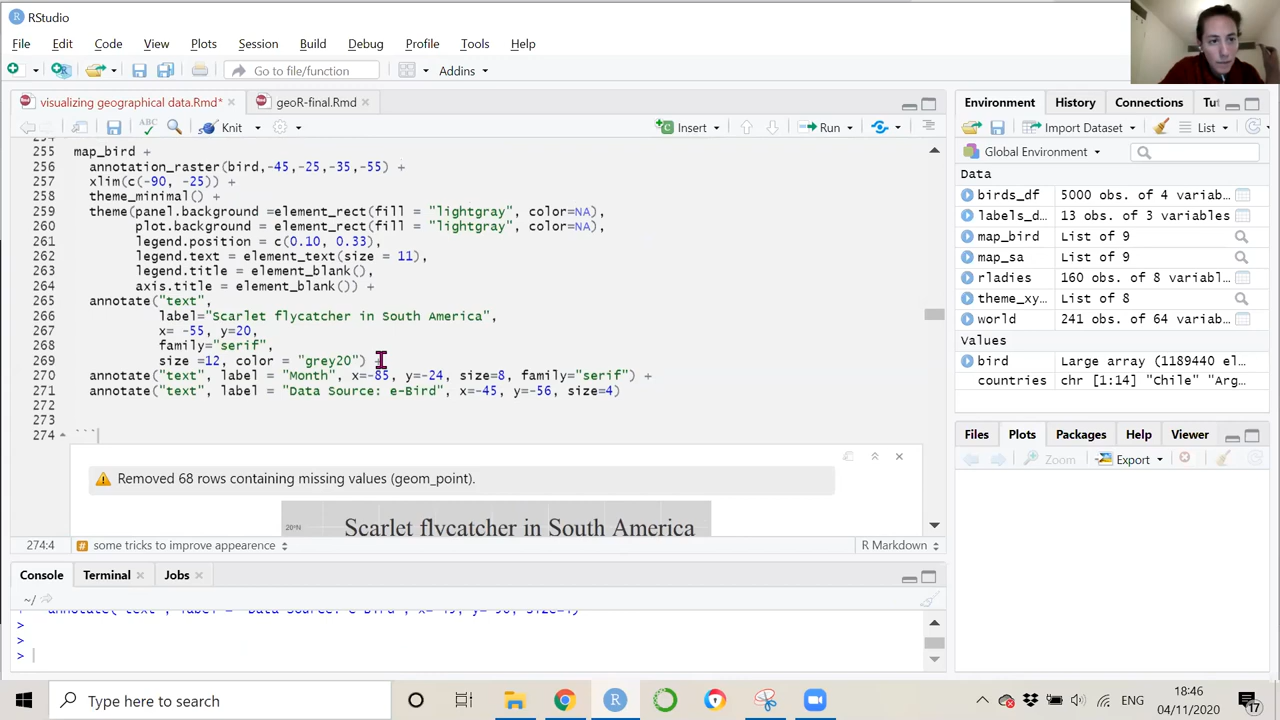 RStudio
File Edit Code View Plots Session Build Debug Profile Tools Help
Go to file/function Addins
visualizing geographical data.Rmd* geoR-final.Rmd
ABC Knit Insert Run
255 map_bird +
256 annotation_raster(bird,-45,-25,-35,-55) +
257 xlim(c(-90, -25)) +
258 theme_minimal() +
259 theme(panel.background =element_rect(fill = "lightgray", color=NA),
260 plot.background = element_rect(fill = "lightgray", color=NA),
261 legend.position = c(0.10, 0.33),
262 legend.text = element_text(size = 11),
263 legend.title = element_blank(),
264 axis.title = element_blank()) +
265 annotate("text",
266 label="Scarlet flycatcher in South America",
267 x= -55, y=20,
268 family="serif",
269 size =12, color = "grey20") +
270 annotate("text", label = "Month", x=-85, y=-24, size=8, family="serif") +
271 annotate("text", label = "Data Source: e-Bird", x=-45, y=-56, size=4)
272
273
274 ```
Removed 68 rows containing missing values (geom_point).
20°N Scarlet flycatcher in South America
274:4 # some tricks to improve appearence R Markdown
Console Terminal Jobs
~/
>
>
>
Environment History Connections Tu
Import Dataset List
Global Environment
Data
birds_df 5000 obs. of 4 variab…
labels_d… 13 obs. of 3 variables
map_bird List of 9
map_sa List of 9
rladies 160 obs. of 8 variabl…
theme_xy… List of 8
world 241 obs. of 64 variabl…
Values
bird Large array (1189440 el…
countries chr [1:14] "Chile" "Arg…
Files Plots Packages Help Viewer
Zoom Export
Type here to search
ENG
18:46
04/11/2020
17